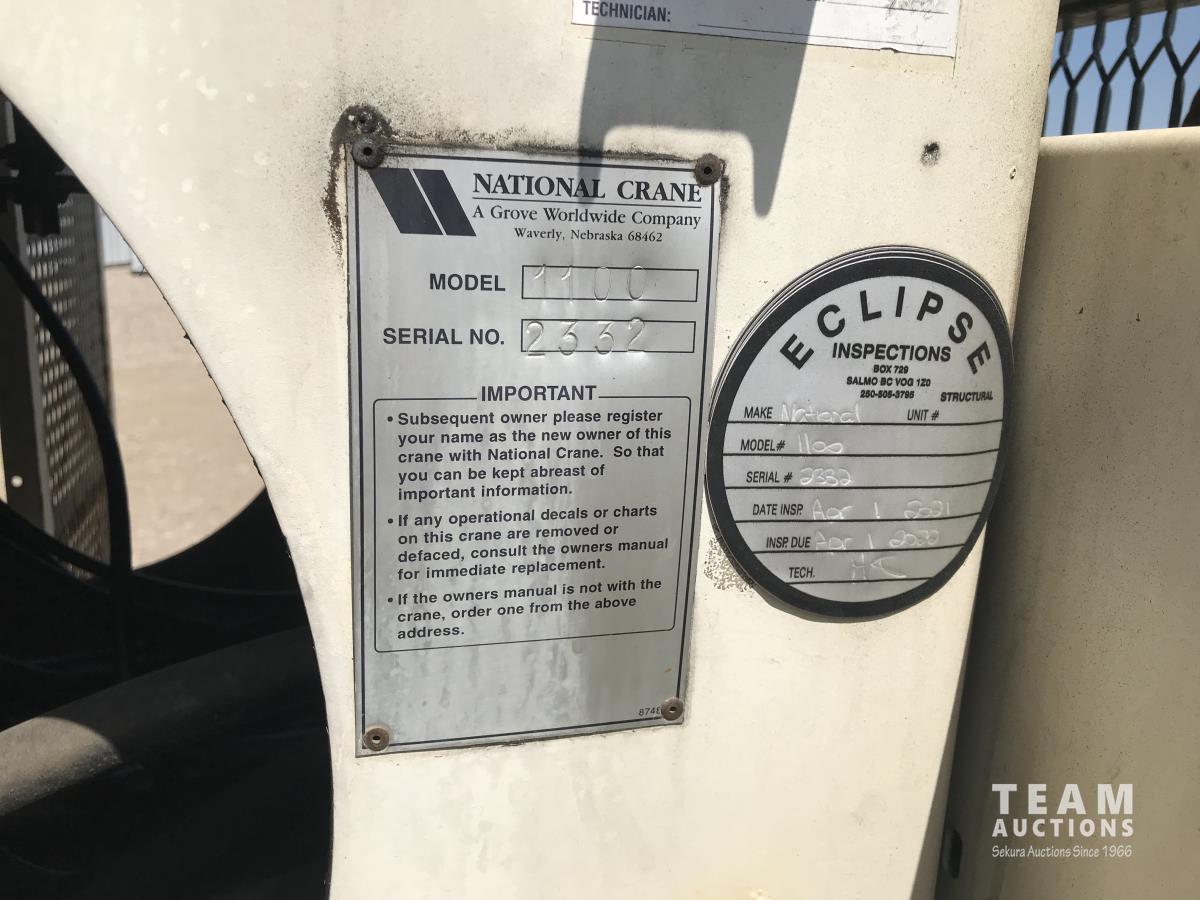 TECHNICIAN:
NATIONAL CRANE
A Grove Worldwide Company
Waverly, Nebraska 68462
MODEL 1100
SERIAL NO. 2332
IMPORTANT
• Subsequent owner please register
your name as the new owner of this
crane with National Crane. So that
you can be kept abreast of
important information.
• If any operational decals or charts
on this crane are removed or
defaced, consult the owners manual
for immediate replacement.
• If the owners manual is not with the
crane, order one from the above
address.
ECLIPSE
INSPECTIONS
BOX 729
SALMO BC VOG 1Z0
250-505-3795
STRUCTURAL
MAKE National UNIT #
MODEL# 1100
SERIAL # 2332
DATE INSP. Apr 1 2021
INSP. DUE Apr 1 2022
TECH.
TEAM
AUCTIONS
Sekura Auctions Since 1966